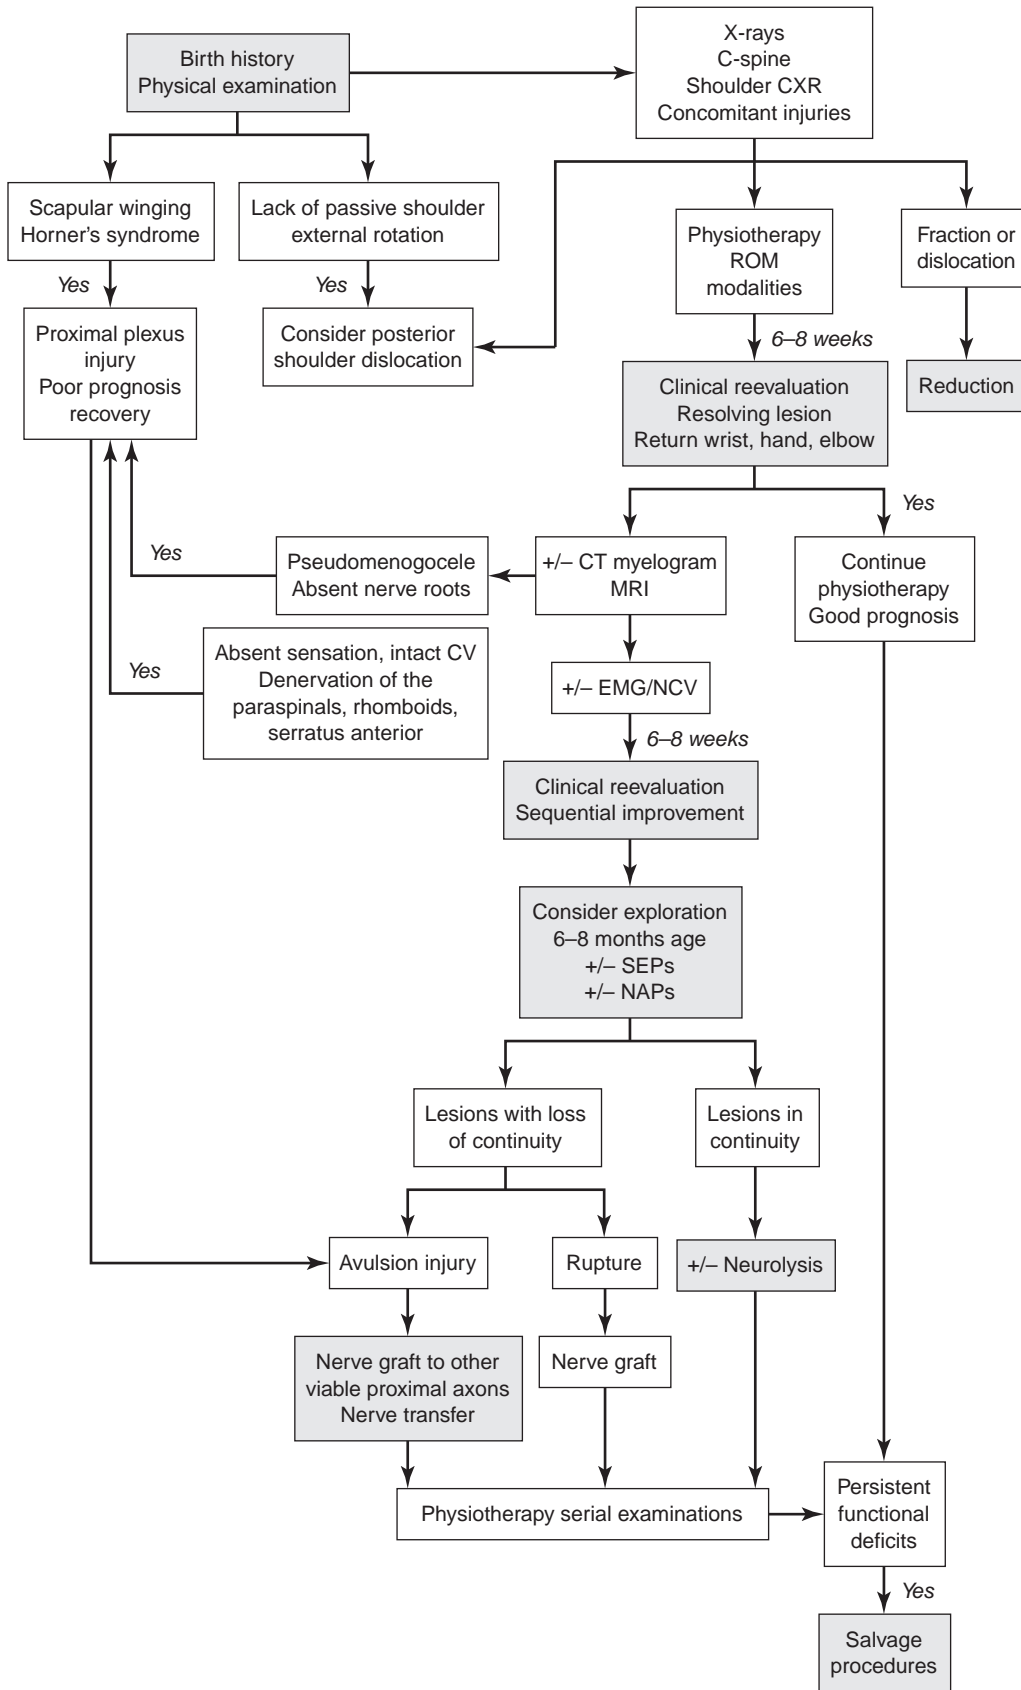 Birth history
Physical examination
X-rays
C-spine
Shoulder CXR
Concomitant injuries
Scapular winging
Horner's syndrome
Lack of passive shoulder
external rotation
Physiotherapy
ROM
modalities
Fraction or
dislocation
Yes
Yes
6–8 weeks
Proximal plexus
injury
Poor prognosis
recovery
Consider posterior
shoulder dislocation
Clinical reevaluation
Resolving lesion
Return wrist, hand, elbow
Reduction
Yes
Yes
Pseudomenogocele
Absent nerve roots
+/– CT myelogram
MRI
Continue
physiotherapy
Good prognosis
Yes
Absent sensation, intact CV
Denervation of the
paraspinals, rhomboids,
serratus anterior
+/– EMG/NCV
6–8 weeks
Clinical reevaluation
Sequential improvement
Consider exploration
6–8 months age
+/– SEPs
+/– NAPs
Lesions with loss
of continuity
Lesions in
continuity
Avulsion injury
Rupture
+/– Neurolysis
Nerve graft to other
viable proximal axons
Nerve transfer
Nerve graft
Physiotherapy serial examinations
Persistent
functional
deficits
Yes
Salvage
procedures